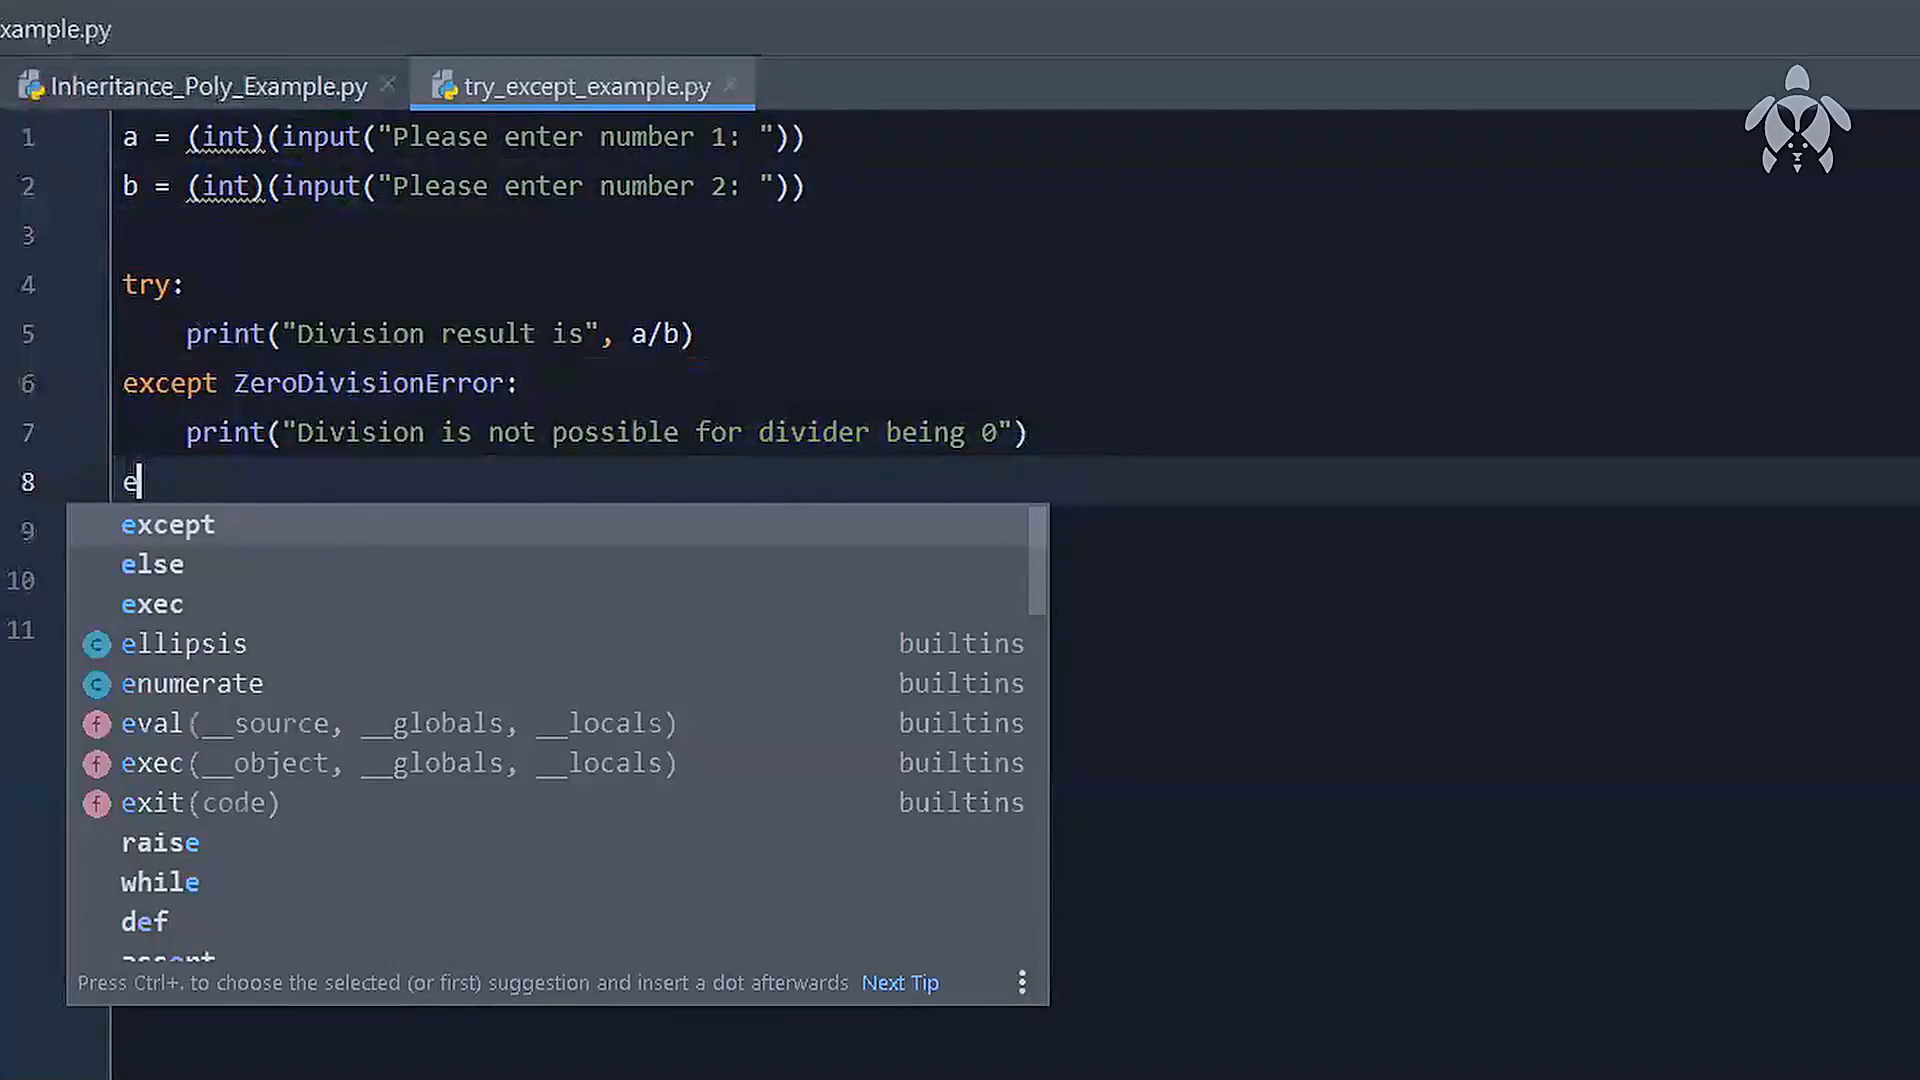 xample.py
Inheritance_Poly_Example.py
try_except_example.py
1 a = (int)(input("Please enter number 1: "))
2 b = (int)(input("Please enter number 2: "))
3
4 try:
5     print("Division result is", a/b)
6 except ZeroDivisionError:
7     print("Division is not possible for divider being 0")
8 e
9
10
11
except
else
exec
c ellipsis builtins
c enumerate builtins
f eval(__source, __globals, __locals) builtins
f exec(__object, __globals, __locals) builtins
f exit(code) builtins
raise
while
def
assert
Press Ctrl+. to choose the selected (or first) suggestion and insert a dot afterwards Next Tip